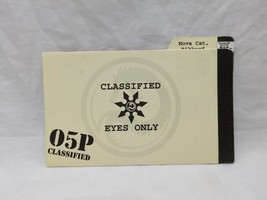 Nova Cat.
CLASSIFIED
EYES ONLY
05P
CLASSIFIED